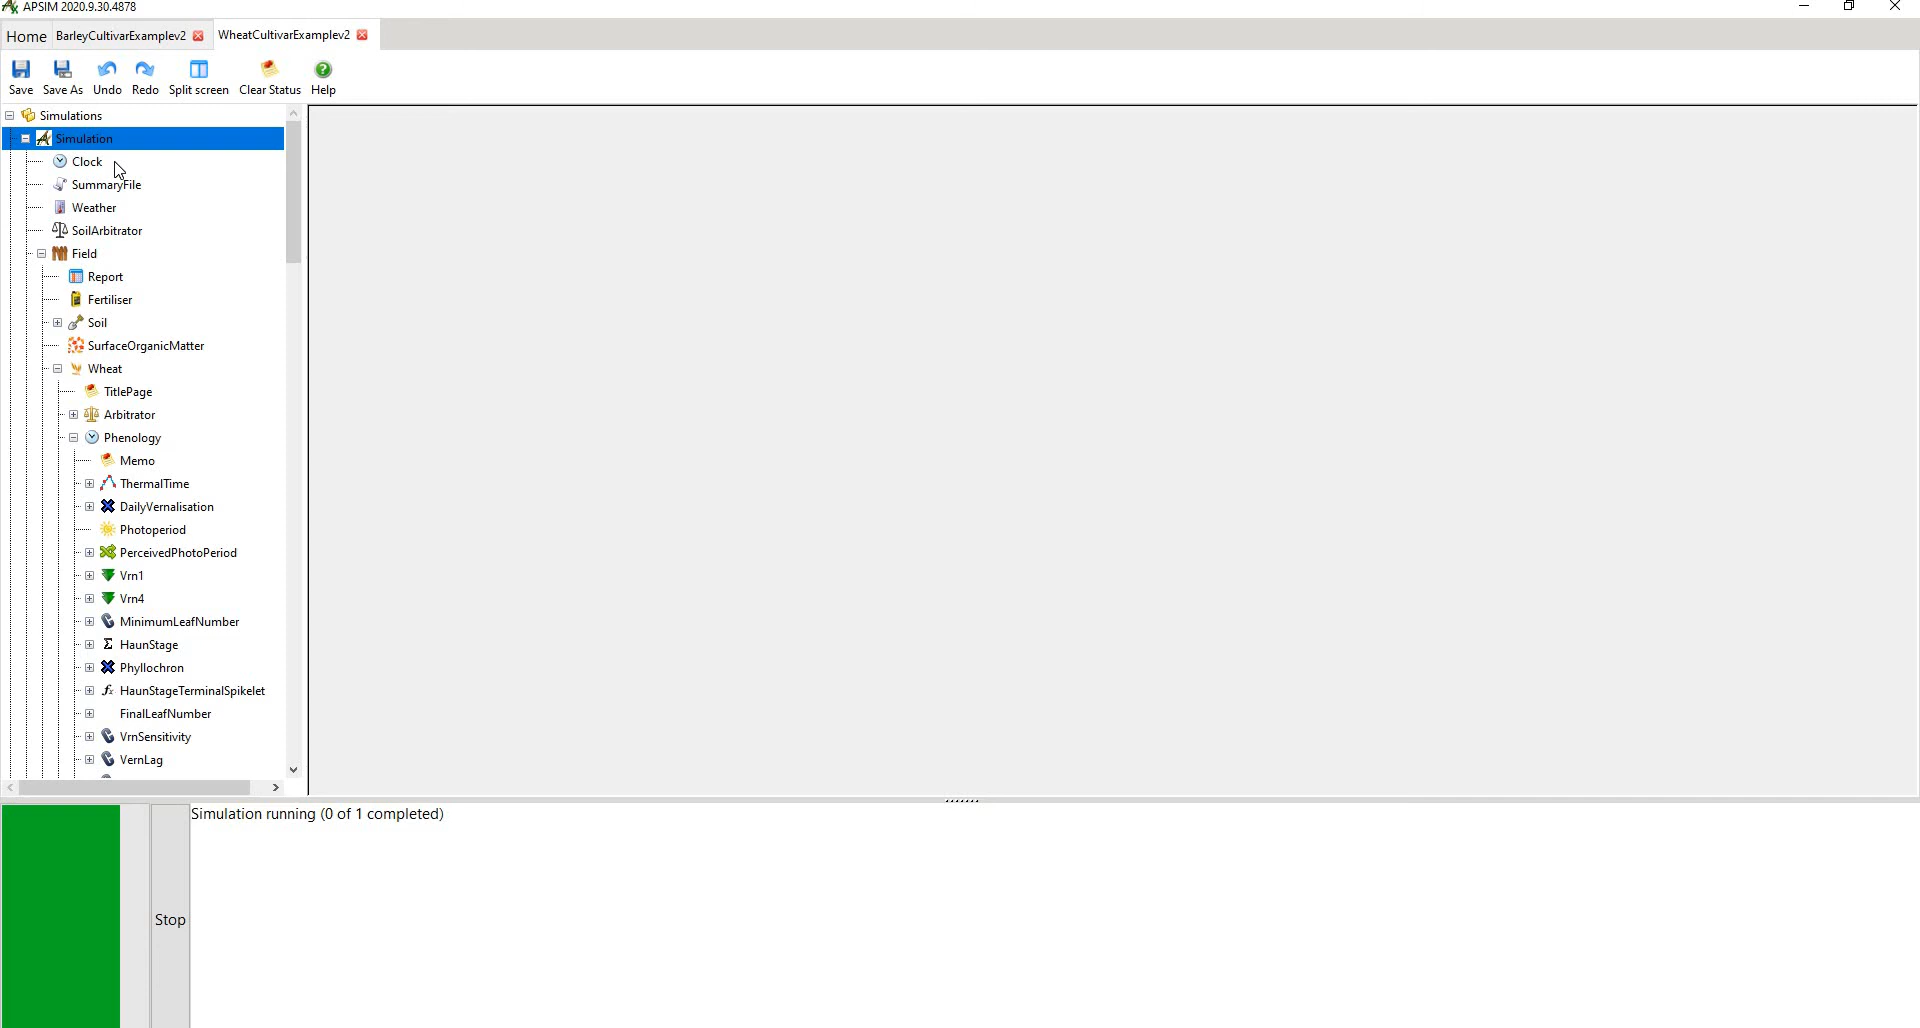 APSIM 2020.9.30.4878
Home BarleyCultivarExamplev2 WheatCultivarExamplev2
Save Save As Undo Redo Split screen Clear Status Help
Simulations
Simulation
Clock
SummaryFile
Weather
SoilArbitrator
Field
Report
Fertiliser
Soil
SurfaceOrganicMatter
Wheat
TitlePage
Arbitrator
Phenology
Memo
ThermalTime
DailyVernalisation
Photoperiod
PerceivedPhotoPeriod
Vrn1
Vrn4
MinimumLeafNumber
HaunStage
Phyllochron
HaunStageTerminalSpikelet
FinalLeafNumber
VrnSensitivity
VernLag
Simulation running (0 of 1 completed)
Stop